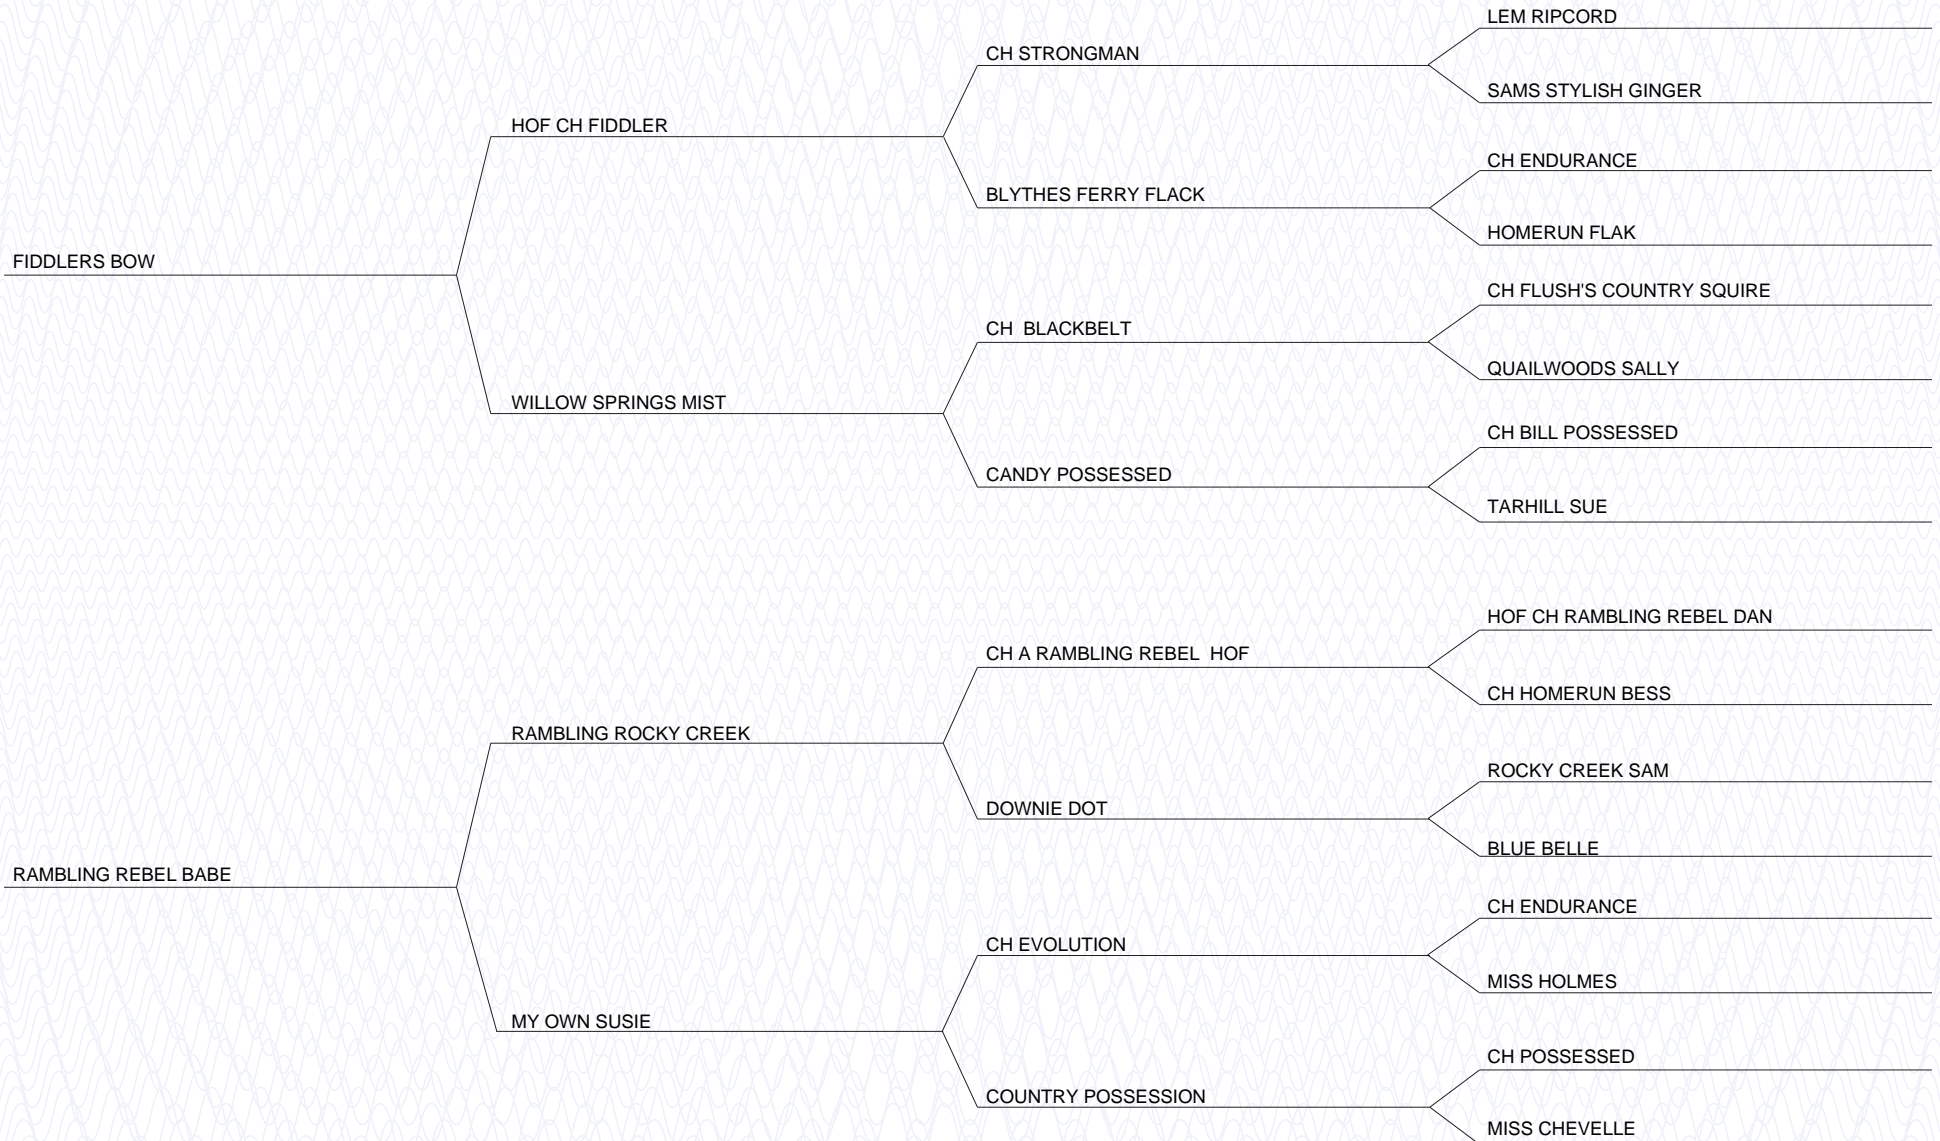 LEM RIPCORD
CH STRONGMAN
SAMS STYLISH GINGER
HOF CH FIDDLER
CH ENDURANCE
BLYTHES FERRY FLACK
HOMERUN FLAK
FIDDLERS BOW
CH FLUSH'S COUNTRY SQUIRE
CH  BLACKBELT
QUAILWOODS SALLY
WILLOW SPRINGS MIST
CH BILL POSSESSED
CANDY POSSESSED
TARHILL SUE
HOF CH RAMBLING REBEL DAN
CH A RAMBLING REBEL  HOF
CH HOMERUN BESS
RAMBLING ROCKY CREEK
ROCKY CREEK SAM
DOWNIE DOT
BLUE BELLE
RAMBLING REBEL BABE
CH ENDURANCE
CH EVOLUTION
MISS HOLMES
MY OWN SUSIE
CH POSSESSED
COUNTRY POSSESSION
MISS CHEVELLE